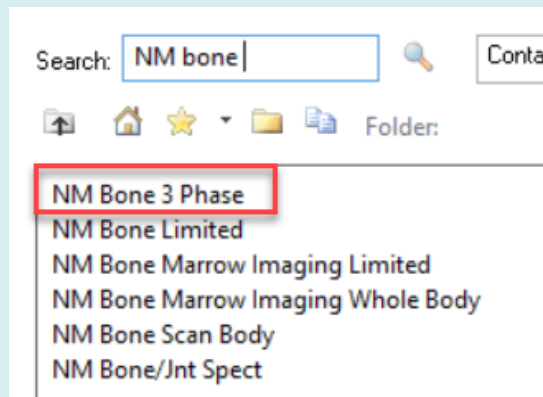 Search: NM bone Conta
Folder:
NM Bone 3 Phase
NM Bone Limited
NM Bone Marrow Imaging Limited
NM Bone Marrow Imaging Whole Body
NM Bone Scan Body
NM Bone/Jnt Spect